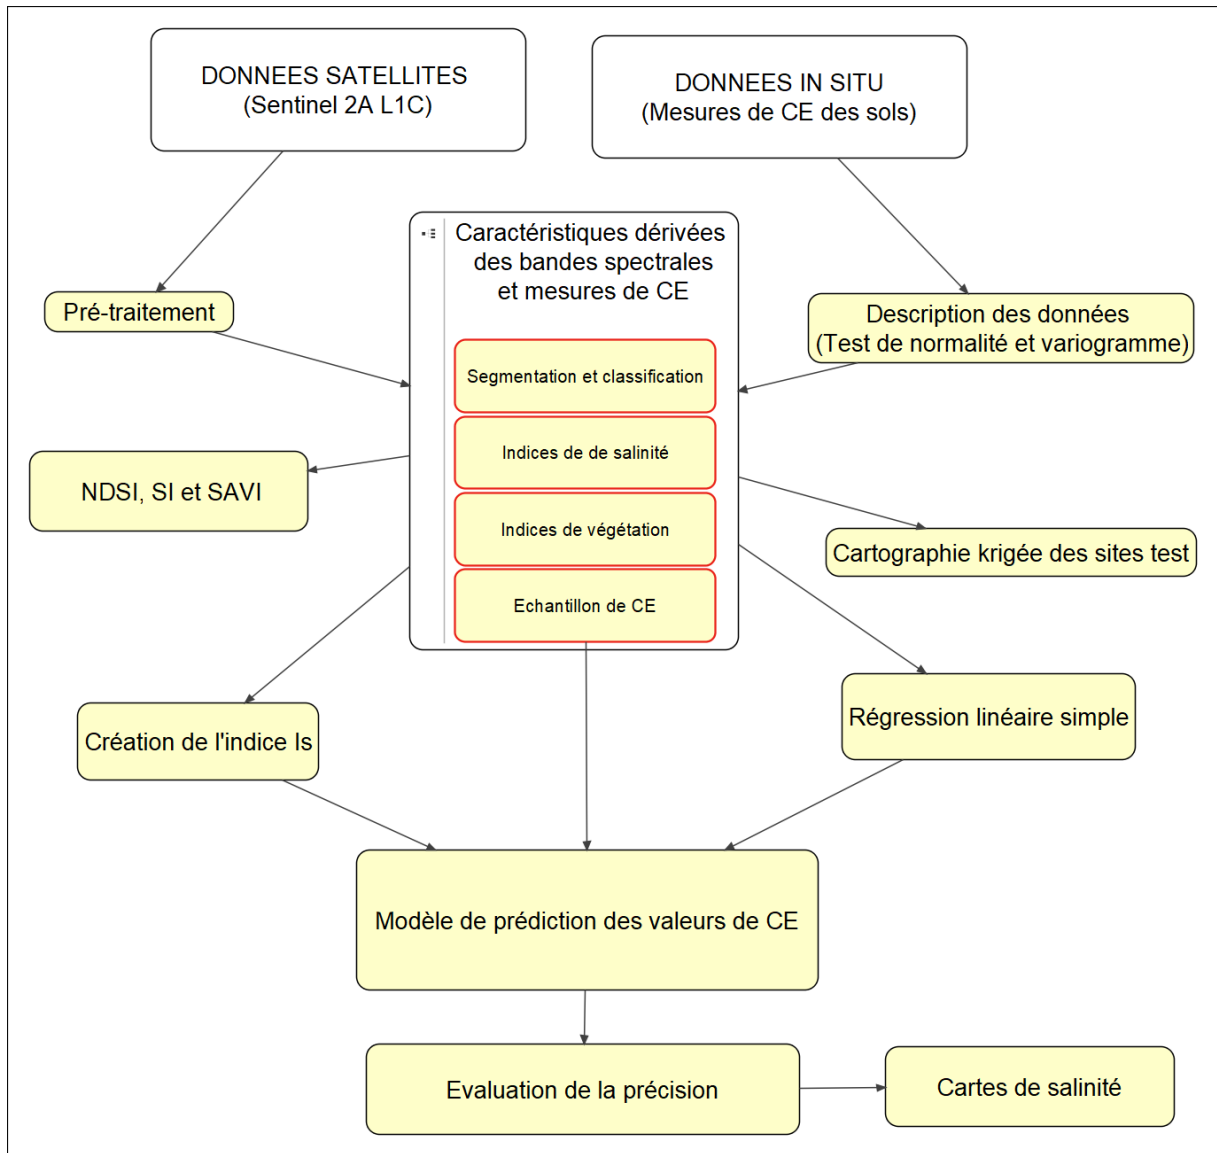 DONNEES SATELLITES
(Sentinel 2A L1C)
DONNEES IN SITU
(Mesures de CE des sols)
Caractéristiques dérivées
des bandes spectrales
et mesures de CE
Pré-traitement
Description des données
(Test de normalité et variogramme)
Segmentation et classification
Indices de de salinité
NDSI, SI et SAVI
Indices de végétation
Cartographie krigée des sites test
Echantillon de CE
Création de l'indice Is
Régression linéaire simple
Modèle de prédiction des valeurs de CE
Evaluation de la précision
Cartes de salinité